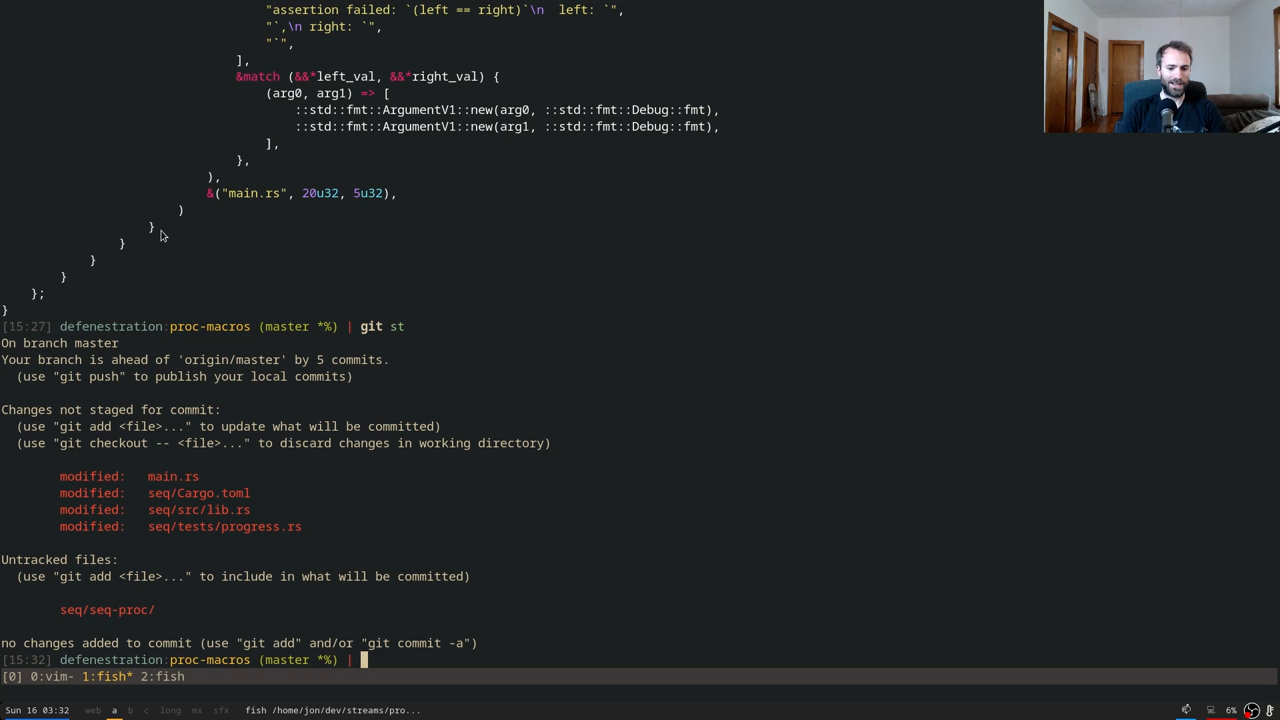 "assertion failed: `(left == right)`\n  left: `",
"`,\n right: `",
"`",
],
&match (&&*left_val, &&*right_val) {
(arg0, arg1) => [
::std::fmt::ArgumentV1::new(arg0, ::std::fmt::Debug::fmt),
::std::fmt::ArgumentV1::new(arg1, ::std::fmt::Debug::fmt),
],
},
),
&("main.rs", 20u32, 5u32),
)
}
}
}
}
};
}
[15:27] defenestration:proc-macros (master *%) | git st
On branch master
Your branch is ahead of 'origin/master' by 5 commits.
(use "git push" to publish your local commits)
Changes not staged for commit:
(use "git add <file>..." to update what will be committed)
(use "git checkout -- <file>..." to discard changes in working directory)
modified:   main.rs
modified:   seq/Cargo.toml
modified:   seq/src/lib.rs
modified:   seq/tests/progress.rs
Untracked files:
(use "git add <file>..." to include in what will be committed)
seq/seq-proc/
no changes added to commit (use "git add" and/or "git commit -a")
[15:32] defenestration:proc-macros (master *%) |
[0] 0:vim- 1:fish* 2:fish
Sun 16 03:32 web a b c long mx sfx fish /home/jon/dev/streams/pro... 6%